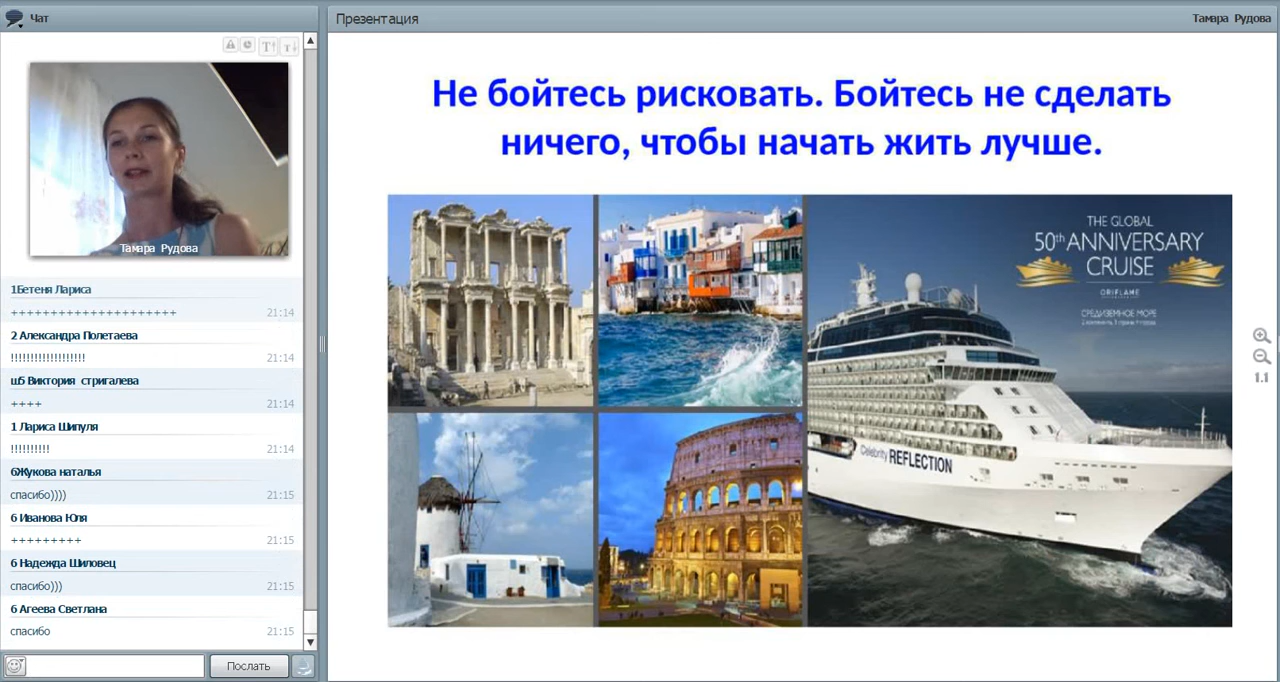 Чат
Тамара Рудова
1Бетеня Лариса
+++++++++++++++++++++ 21:14
2 Александра Полетаева
!!!!!!!!!!!!!!!!!!! 21:14
ш5 Виктория стригалева
++++ 21:14
1 Лариса Шипуля
!!!!!!!!!! 21:14
6Жукова наталья
спасибо)))) 21:15
6 Иванова Юля
+++++++++ 21:15
6 Надежда Шиловец
спасибо))) 21:15
6 Агеева Светлана
спасибо 21:15
Послать
Презентация
Тамара Рудова
Не бойтесь рисковать. Бойтесь не сделать
ничего, чтобы начать жить лучше.
THE GLOBAL
50th ANNIVERSARY
CRUISE
ORIFLAME
СРЕДИЗЕМНОЕ МОРЕ
Celebrity REFLECTION
1.1